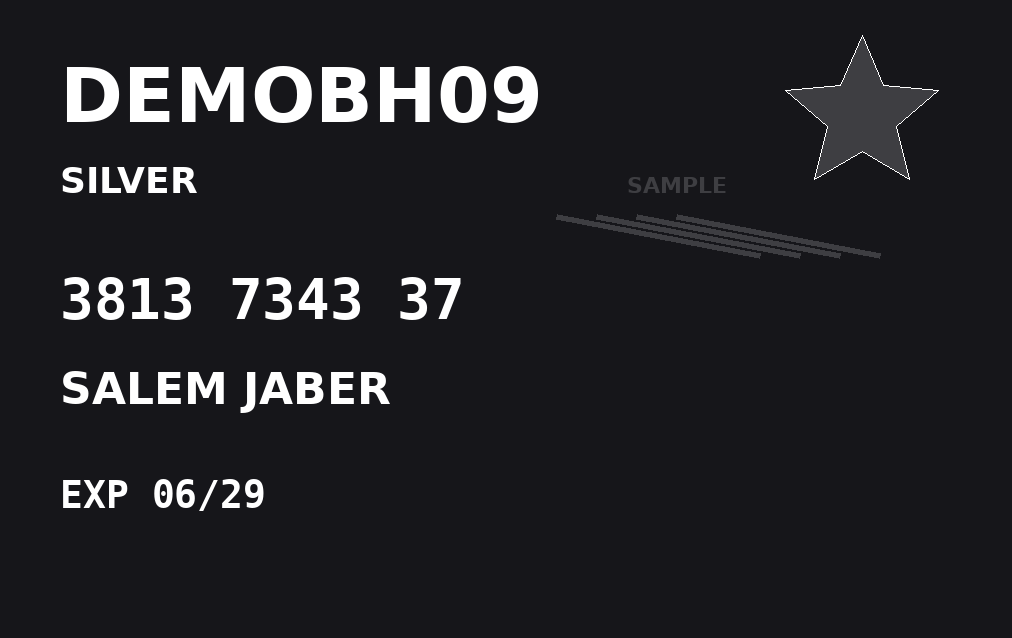 DEMOBH09
SILVER
SAMPLE
3813 7343 37
SALEM JABER
EXP 06/29